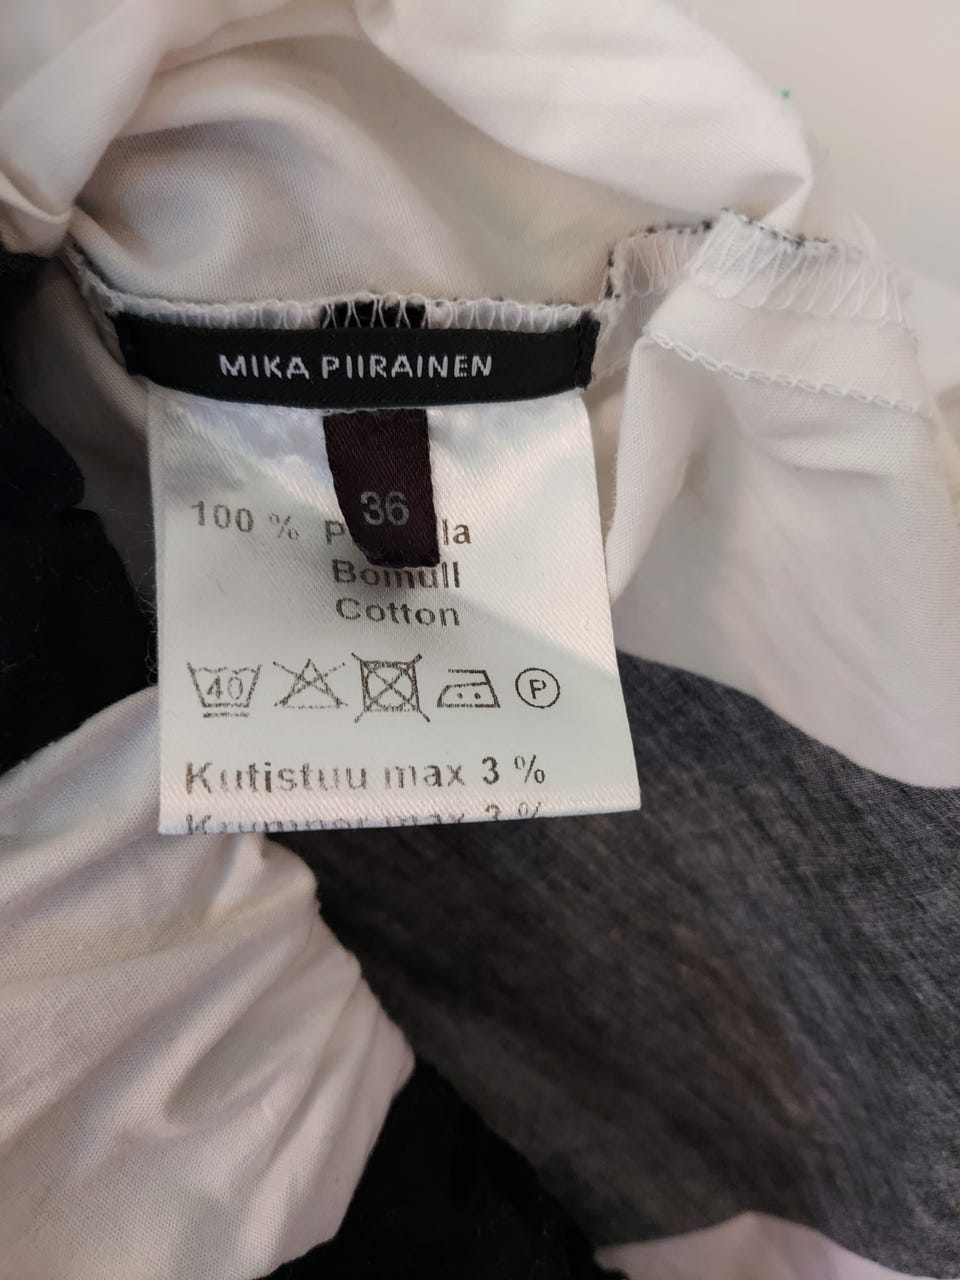 MIKA PIIRAINEN
36
100 %
Bomull
Cotton
40
P
Kutistuu max 3 %